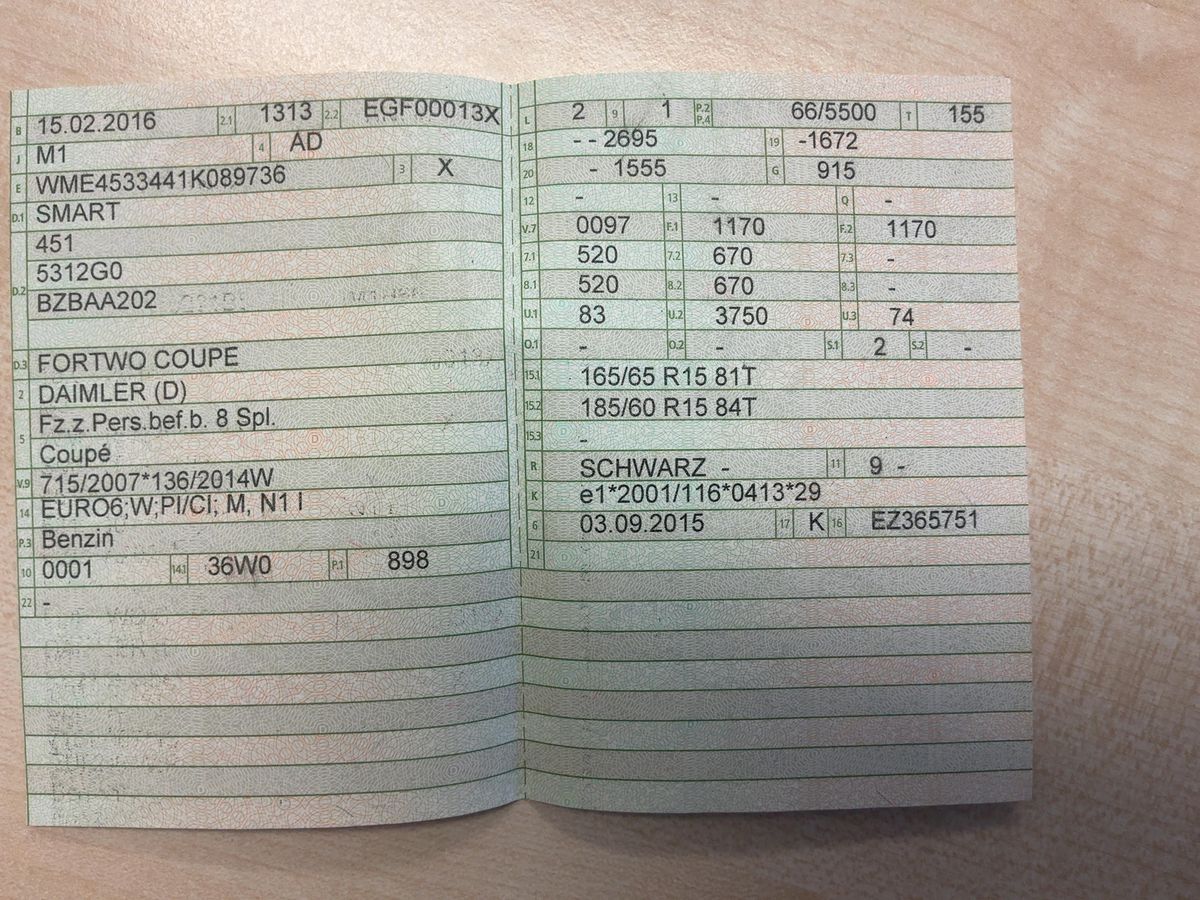 B 15.02.2016 2.1 1313 2.2 EGF00013X
J M1 4 AD
E WME4533441K089736 3 X
D.1 SMART
451
5312G0
D.2 BZBAA202
D.3 FORTWO COUPE
2 DAIMLER (D)
Fz.z.Pers.bef.b. 8 Spl.
5 Coupé
V.9 715/2007*136/2014W
14 EURO6;W;PI/CI; M, N1 I
P.3 Benzin
10 0001 14.1 36W0 P.1 898
22 -
L 2 9 1 P.2 P.4 66/5500 T 155
18 - - 2695 19 -1672
20 - 1555 G 915
12 - 13 - Q -
V.7 0097 F.1 1170 F.2 1170
7.1 520 7.2 670 7.3 -
8.1 520 8.2 670 8.3 -
U.1 83 U.2 3750 U.3 74
O.1 - O.2 - S.1 2 S.2 -
15.1 165/65 R15 81T
15.2 185/60 R15 84T
15.3 -
R SCHWARZ - 11 9 -
K e1*2001/116*0413*29
6 03.09.2015 17 K 16 EZ365751
21